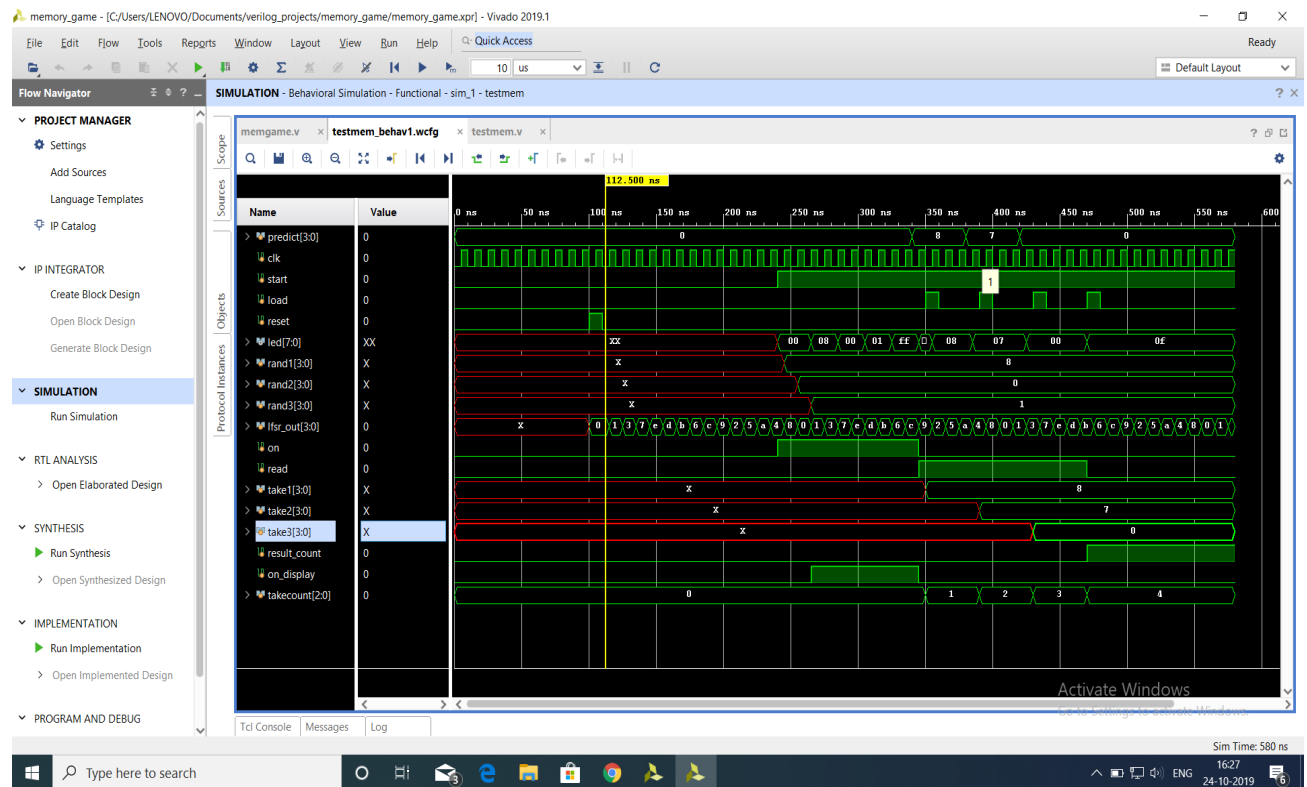 memory_game - [C:/Users/LENOVO/Documents/verilog_projects/memory_game/memory_game.xpr] - Vivado 2019.1
File Edit Flow Tools Reports Window Layout View Run Help Q- Quick Access Ready
10 us Default Layout
Flow Navigator ? SIMULATION - Behavioral Simulation - Functional - sim_1 - testmem ?
PROJECT MANAGER
Settings
Add Sources
Language Templates
IP Catalog
IP INTEGRATOR
Create Block Design
Open Block Design
Generate Block Design
SIMULATION
Run Simulation
RTL ANALYSIS
Open Elaborated Design
SYNTHESIS
Run Synthesis
Open Synthesized Design
IMPLEMENTATION
Run Implementation
Open Implemented Design
PROGRAM AND DEBUG
Scope
Sources
Objects
Protocol Instances
memgame.v testmem_behav1.wcfg testmem.v
112.500 ns
Name Value 0 ns 50 ns 100 ns 150 ns 200 ns 250 ns 300 ns 350 ns 400 ns 450 ns 500 ns 550 ns 600
predict[3:0] 0 0 8 7 0
clk 0
start 0 1
load 0
reset 0
led[7:0] XX XX 00 08 00 01 ff 08 07 00 0f
rand1[3:0] X X 8
rand2[3:0] X X 0
rand3[3:0] X X 1
lfsr_out[3:0] 0 X 0 1 3 7 e d b 6 c 9 2 5 a 4 8 0 1 3 7 e d b 6 c 9 2 5 a 4 8 0 1 3 7 e d b 6 c 9 2 5 a 4 8 0 1
on 0
read 0
take1[3:0] X X 8
take2[3:0] X X 7
take3[3:0] X X 0
result_count 0
on_display 0
takecount[2:0] 0 0 1 2 3 4
Activate Windows
Go to Settings to activate Windows.
Tcl Console Messages Log
Sim Time: 580 ns
Type here to search
3
ENG
16:27
24-10-2019
6